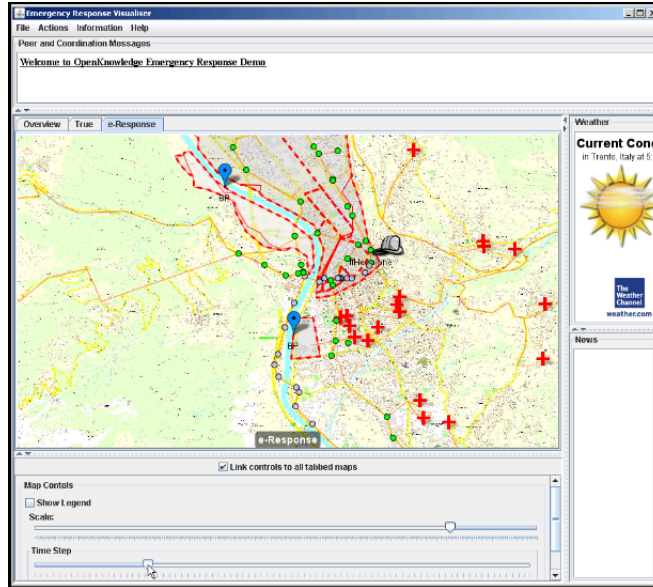 Emergency Response Visualiser
File Actions Information Help
Peer and Coordination Messages
Welcome to OpenKnowledge Emergency Response Demo
Overview True e-Response
BP
BP
e-Response
Link controls to all tabbed maps
Map Contols
Show Legend
Scale:
Time Step
Weather
Current Con
in Trento, Italy at 5:
The
Weather
Channel
weather.com
News